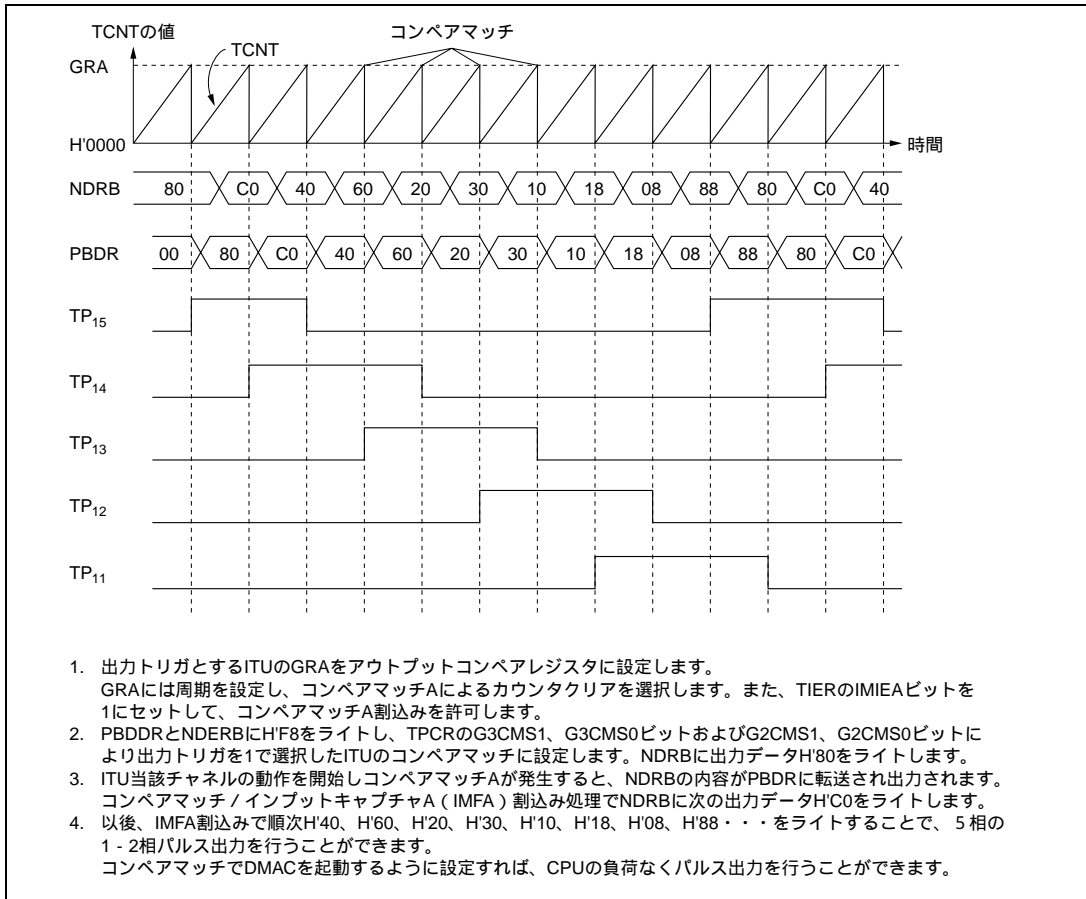 TCNTの値 コンペアマッチ
TCNT
GRA
H'0000 時間
NDRB 80 C0 40 60 20 30 10 18 08 88 80 C0 40
PBDR 00 80 C0 40 60 20 30 10 18 08 88 80 C0
TP15
TP14
TP13
TP12
TP11
1. 出力トリガとするITUのGRAをアウトプットコンペアレジスタに設定します。
GRAには周期を設定し、コンペアマッチAによるカウンタクリアを選択します。また、TIERのIMIEAビットを
1にセットして、コンペアマッチA割込みを許可します。
2. PBDDRとNDERBにH'F8をライトし、TPCRのG3CMS1、G3CMS0ビットおよびG2CMS1、G2CMS0ビットに
より出力トリガを1で選択したITUのコンペアマッチに設定します。NDRBに出力データH'80をライトします。
3. ITU当該チャネルの動作を開始しコンペアマッチAが発生すると、NDRBの内容がPBDRに転送され出力されます。
コンペアマッチ / インプットキャプチャA（IMFA）割込み処理でNDRBに次の出力データH'C0をライトします。
4. 以後、IMFA割込みで順次H'40、H'60、H'20、H'30、H'10、H'18、H'08、H'88・・・をライトすることで、５相の
1 - 2相パルス出力を行うことができます。
コンペアマッチでDMACを起動するように設定すれば、CPUの負荷なくパルス出力を行うことができます。